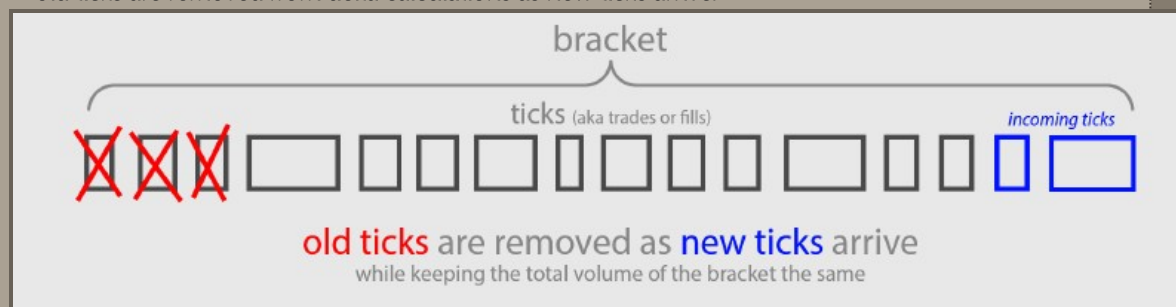 bracket
ticks (aka trades or fills)
incoming ticks
old ticks are removed as new ticks arrive
while keeping the total volume of the bracket the same